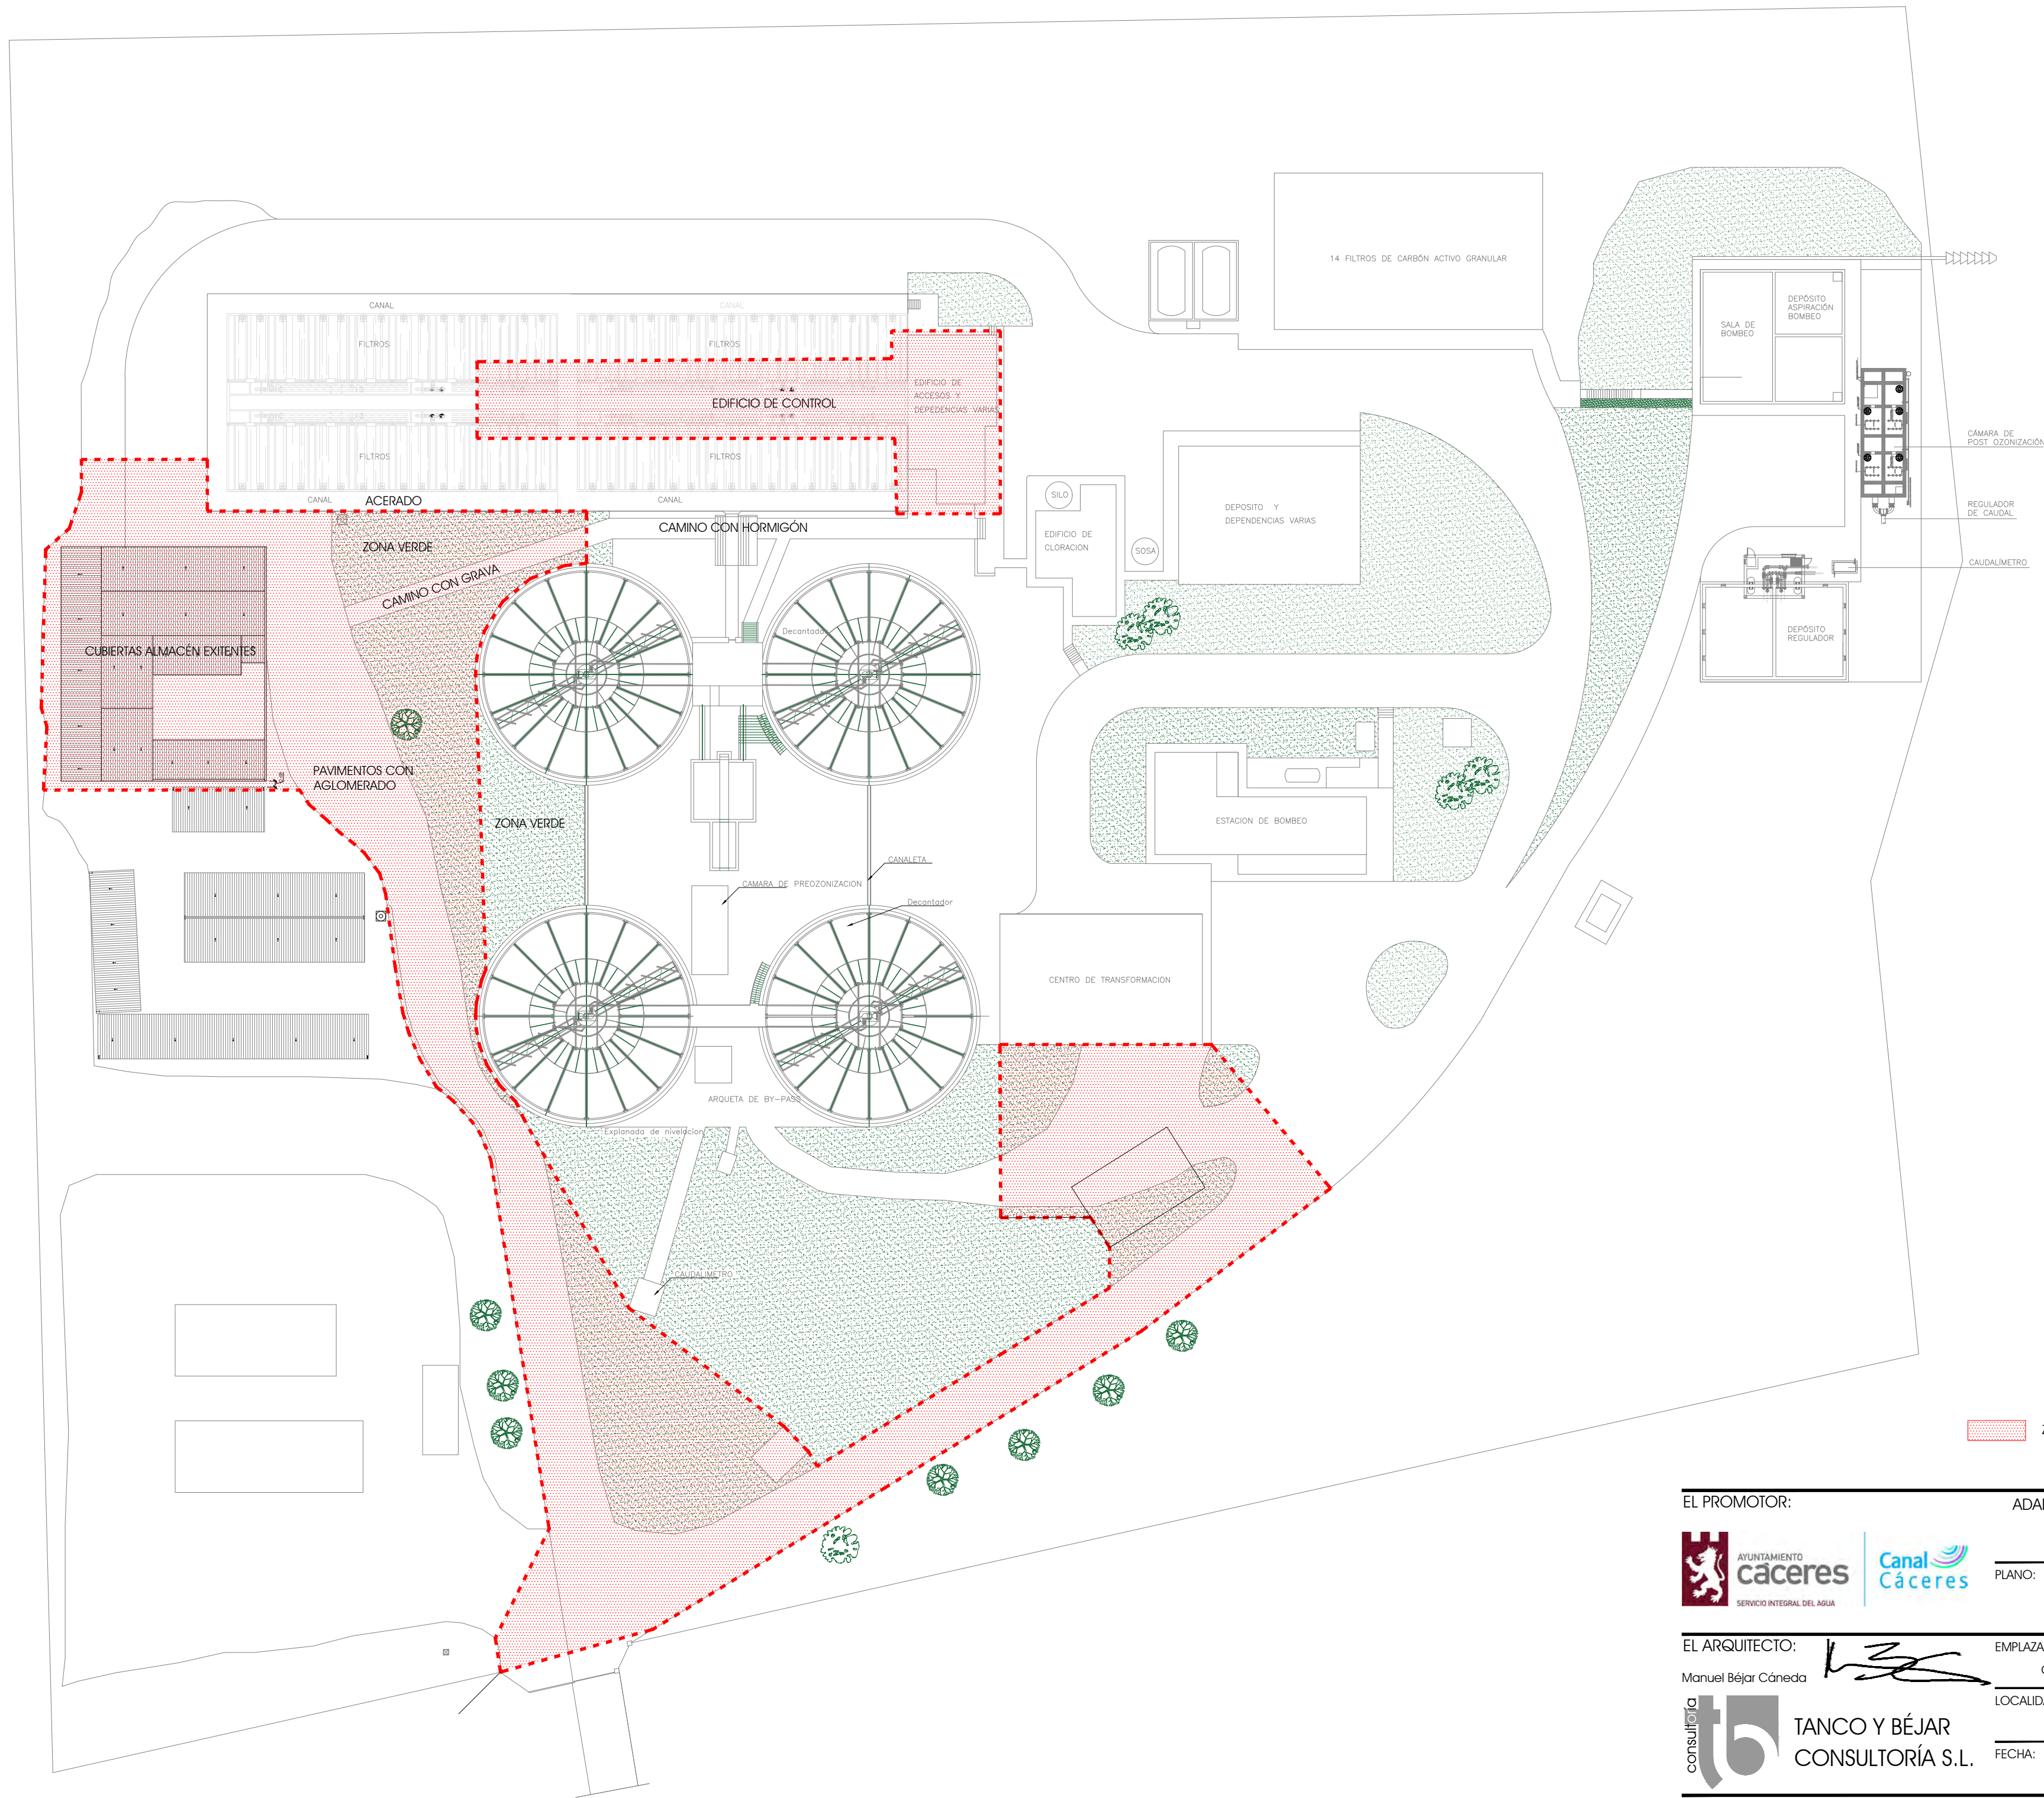 14 FILTROS DE CARBÓN ACTIVO GRANULAR
DEPÓSITO
ASPIRACIÓN
BOMBEO
SALA DE
BOMBEO
CANAL
CANAL
FILTROS
FILTROS
EDIFICIO DE
ACCESOS Y
DEPEDENCIAS VARIAS
EDIFICIO DE CONTROL
CÁMARA DE
POST OZONIZACIÓN
FILTROS
FILTROS
CANAL
ACERADO
CANAL
SILO
DEPOSITO Y
DEPENDENCIAS VARIAS
REGULADOR
DE CAUDAL
CAMINO CON HORMIGÓN
EDIFICIO DE
CLORACION
SOSA
ZONA VERDE
CAUDALÍMETRO
CAMINO CON GRAVA
Decantador
DEPÓSITO
REGULADOR
CUBIERTAS ALMACÉN EXITENTES
PAVIMENTOS CON
AGLOMERADO
ZONA VERDE
ESTACION DE BOMBEO
CANALETA
CAMARA DE PREOZONIZACION
Decantador
CENTRO DE TRANSFORMACION
ARQUETA DE BY-PASS
Explanada de nivelacion
CAUDALIMETRO
EL PROMOTOR:
ADA
AYUNTAMIENTO
cáceres
SERVICIO INTEGRAL DEL AGUA
Canal
Cáceres
PLANO:
EL ARQUITECTO:
EMPLAZA
Manuel Béjar Cáneda
LOCALID
consultoría
tb
TANCO Y BÉJAR
CONSULTORÍA S.L.
FECHA: